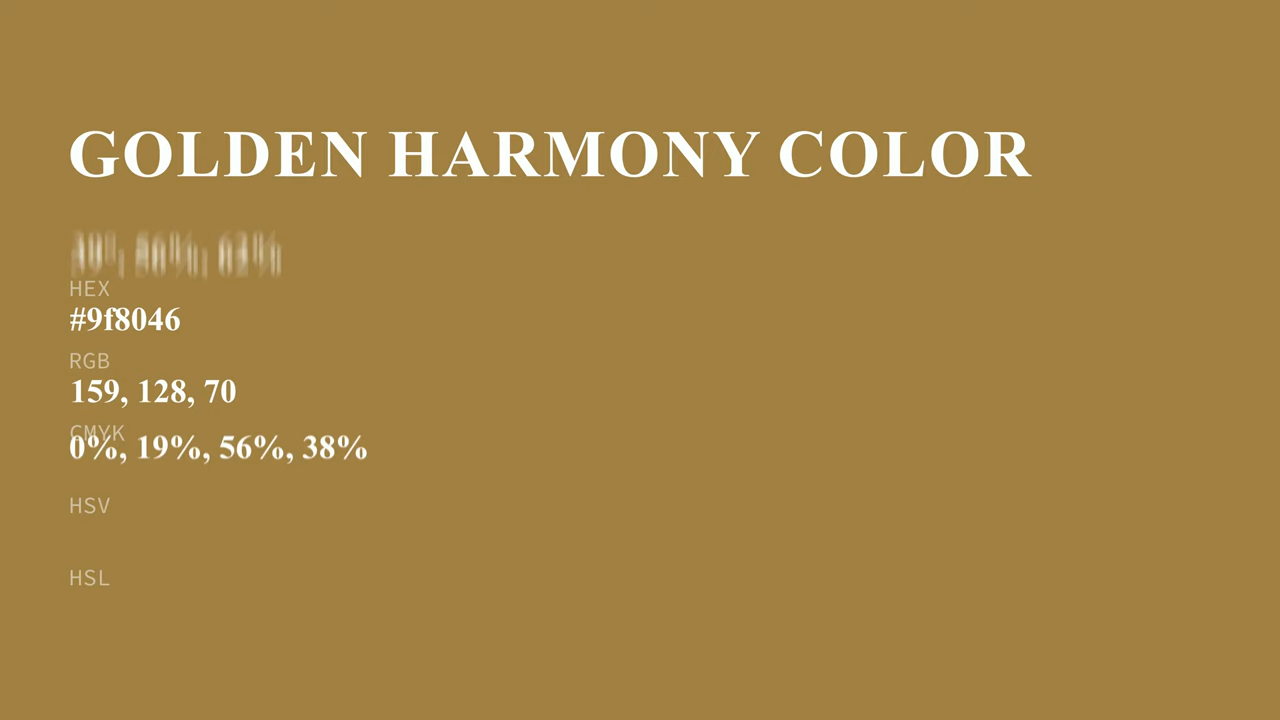 GOLDEN HARMONY COLOR
HEX
#9f8046
RGB
159, 128, 70
CMYK
0%, 19%, 56%, 38%
HSV
HSL